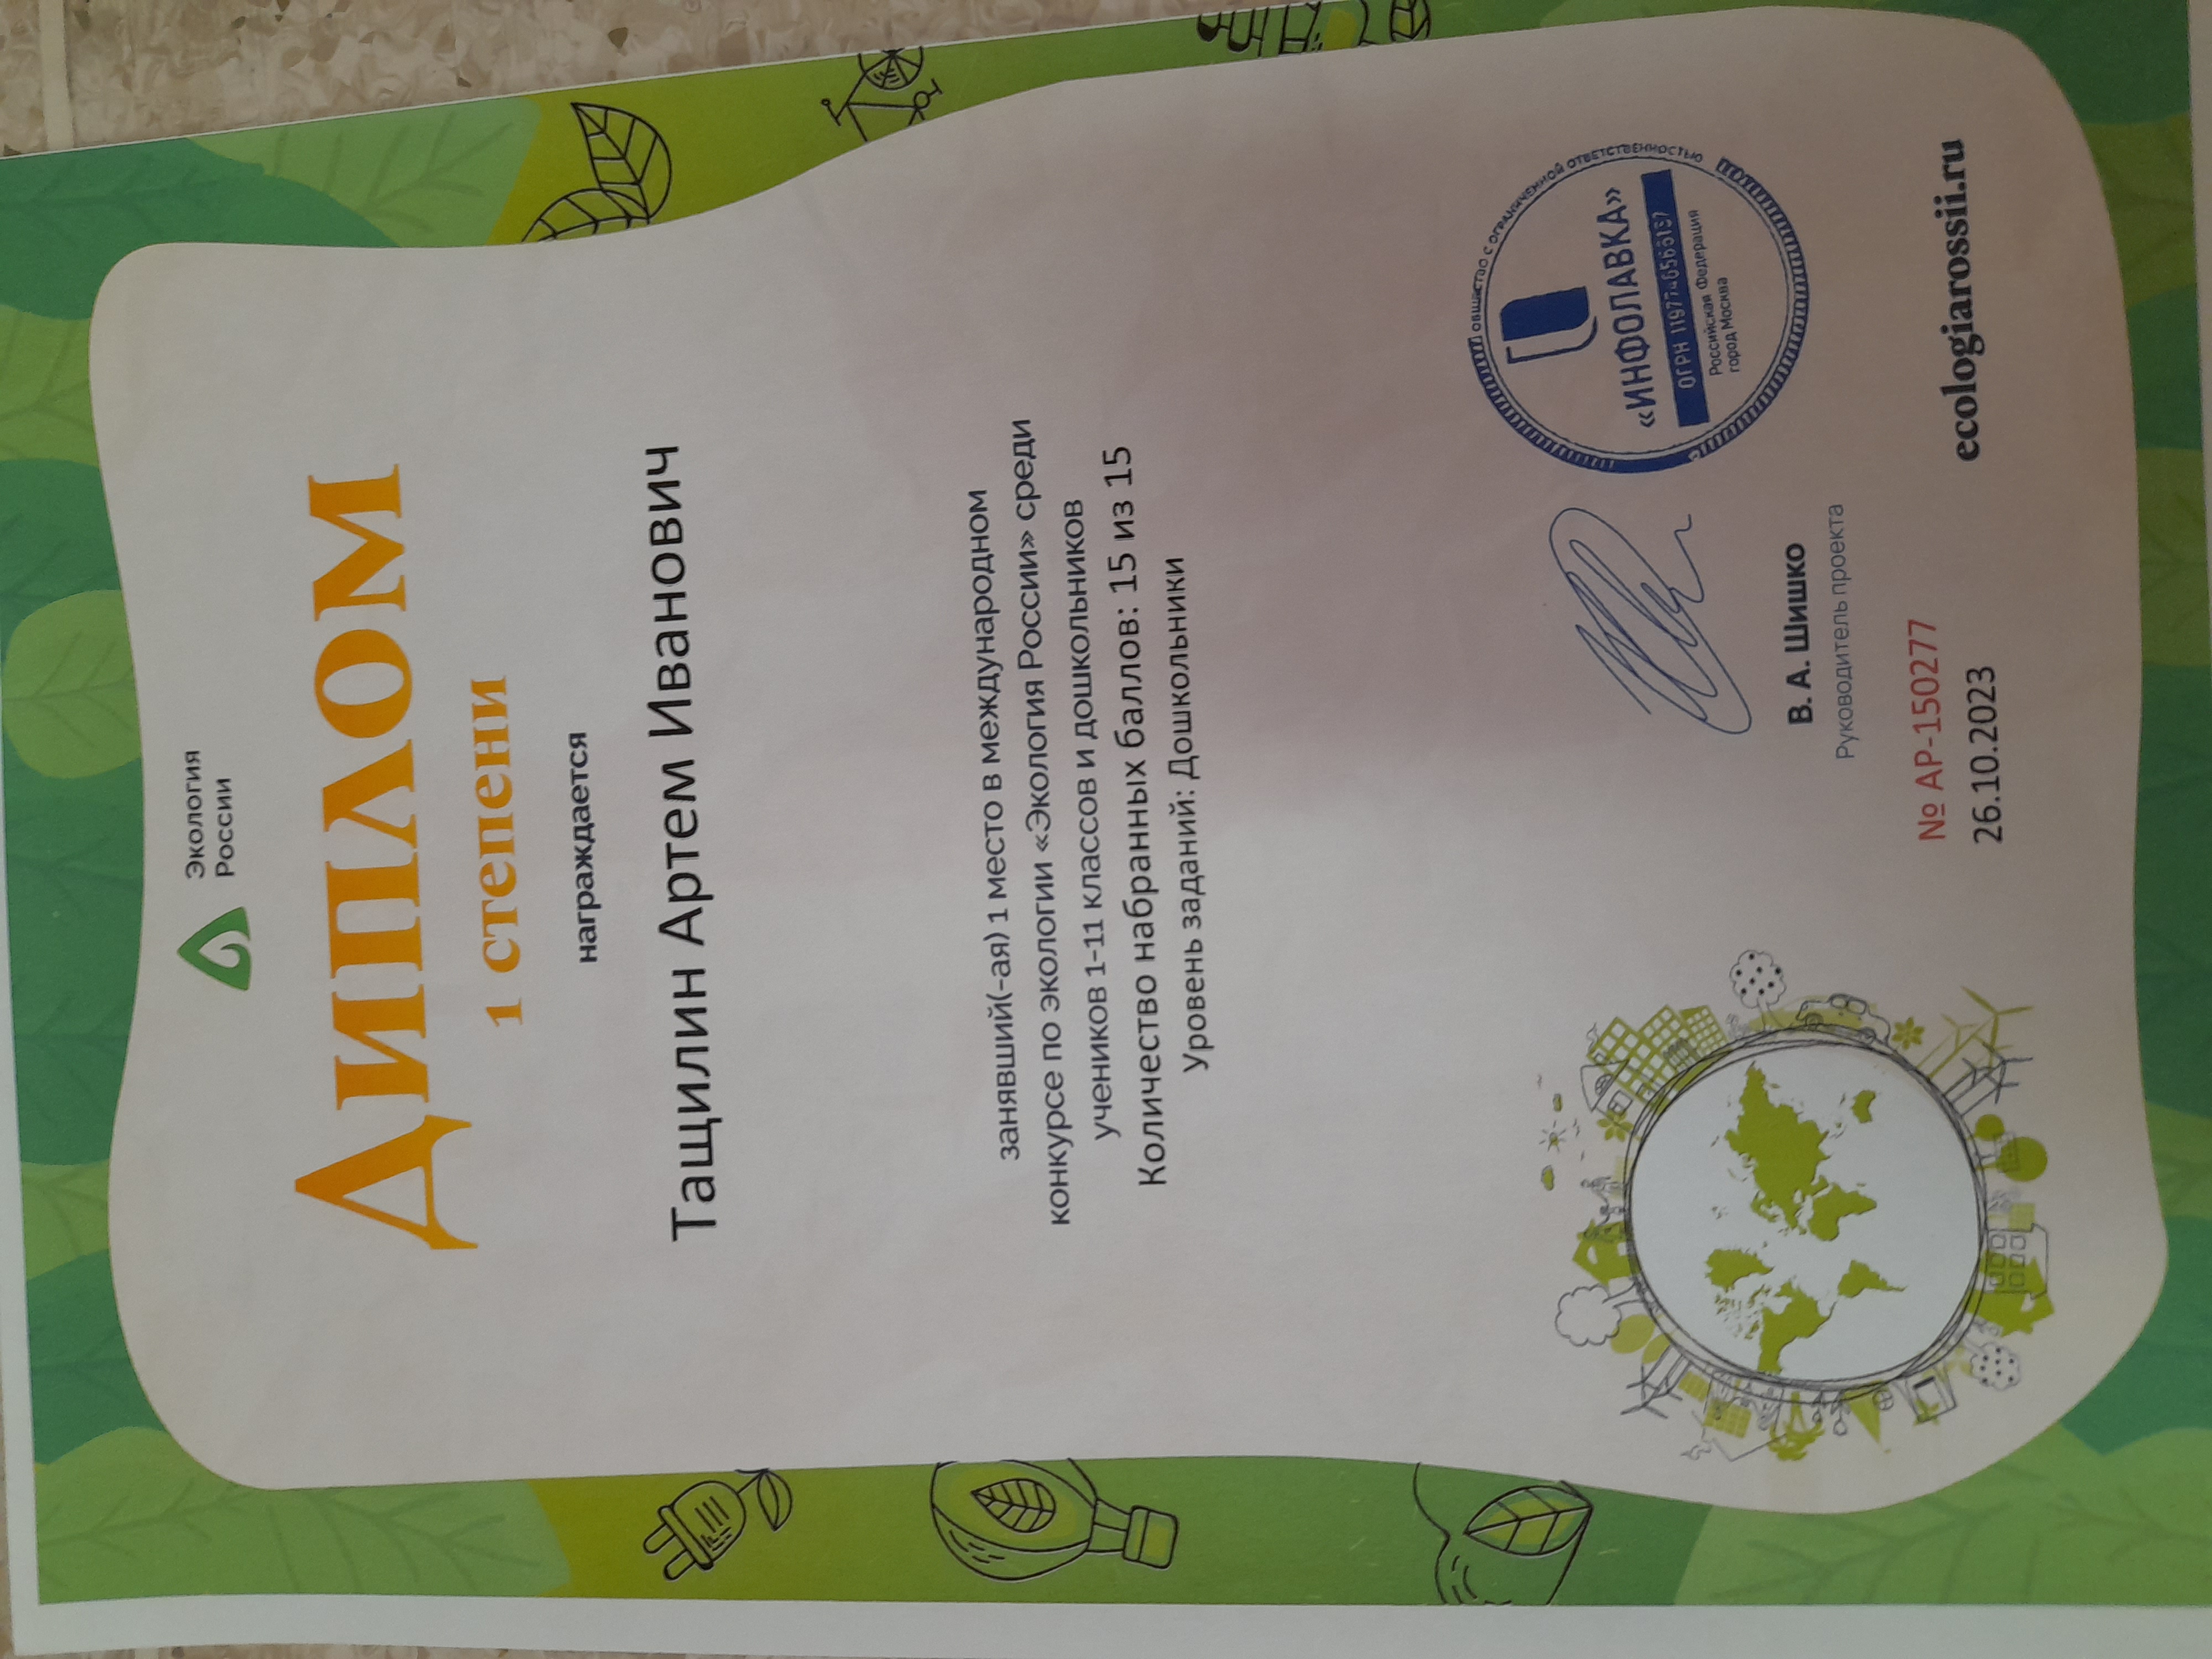 Экология
России
ДИПЛОМ
1 степени
награждается
Тащилин Артем Иванович
занявший(-ая) 1 место в международном
конкурсе по экологии «Экология России» среди
учеников 1-11 классов и дошкольников
Количество набранных баллов: 15 из 15
Уровень заданий: Дошкольники
ОБЩЕСТВО С ОГРАНИЧЕННОЙ ОТВЕТСТВЕННОСТЬЮ
«ИНФОЛАВКА»
ОГРН
Российская Федерация
город Москва
В. А. Шишко
Руководитель проекта
№ АР-150277
26.10.2023
ecologiarossii.ru